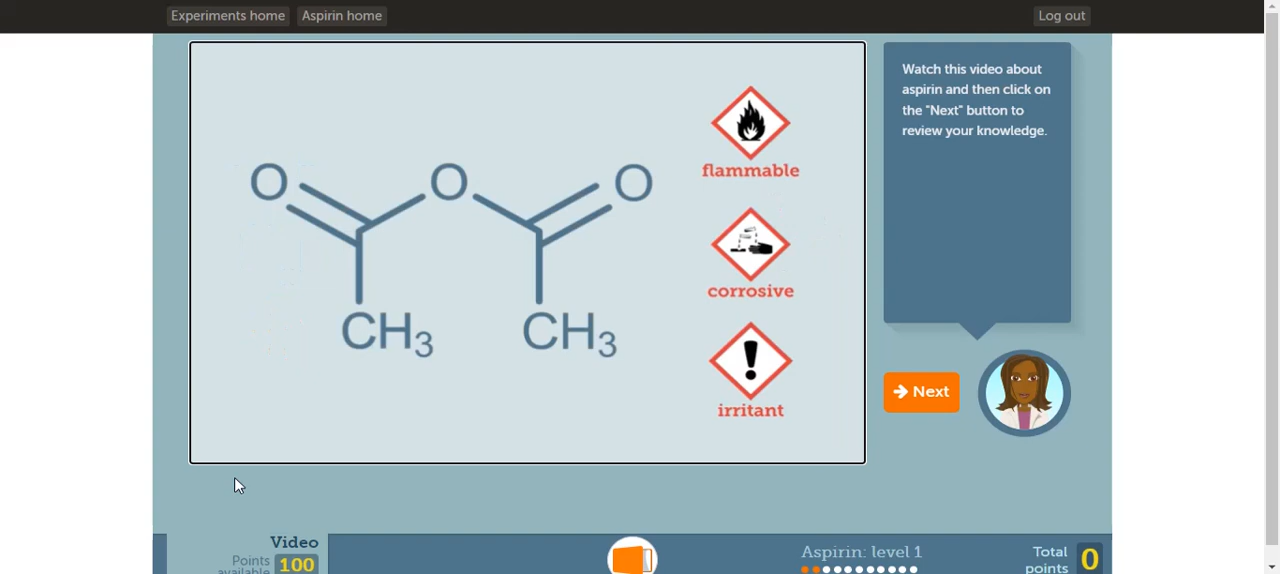 Experiments home Aspirin home Log out
O O O
CH3 CH3
flammable
corrosive
irritant
Watch this video about
aspirin and then click on
the "Next" button to
review your knowledge.
Next
Video
Points
available 100
Aspirin: level 1
Total
points 0